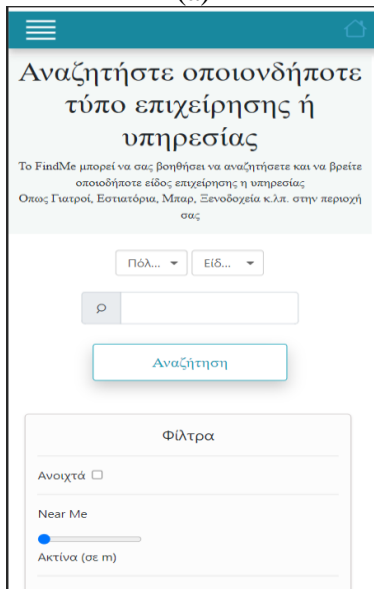 Αναζητήστε οποιονδήποτε
τύπο επιχείρησης ή
υπηρεσίας
Το FindMe μπορεί να σας βοηθήσει να αναζητήσετε και να βρείτε
οποιοδήποτε είδος επιχείρησης η υπηρεσίας
Οπως Γιατροί, Εστιατόρια, Μπαρ, Ξενοδοχεία κ.λπ. στην περιοχή
σας
Πόλ... Είδ...
Αναζήτηση
Φίλτρα
Ανοιχτά
Near Me
Ακτίνα (σε m)